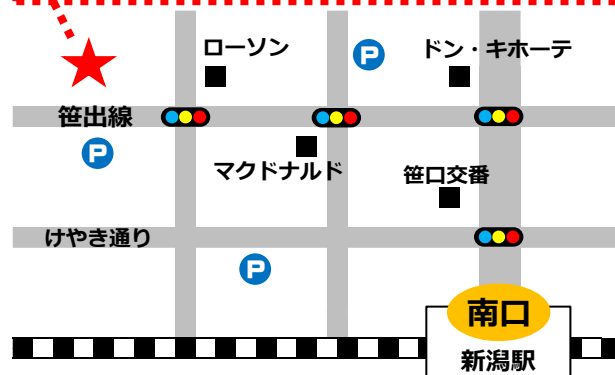 ローソン
P
ドン・キホーテ
笹出線
P
マクドナルド
笹口交番
けやき通り
P
南口
新潟駅